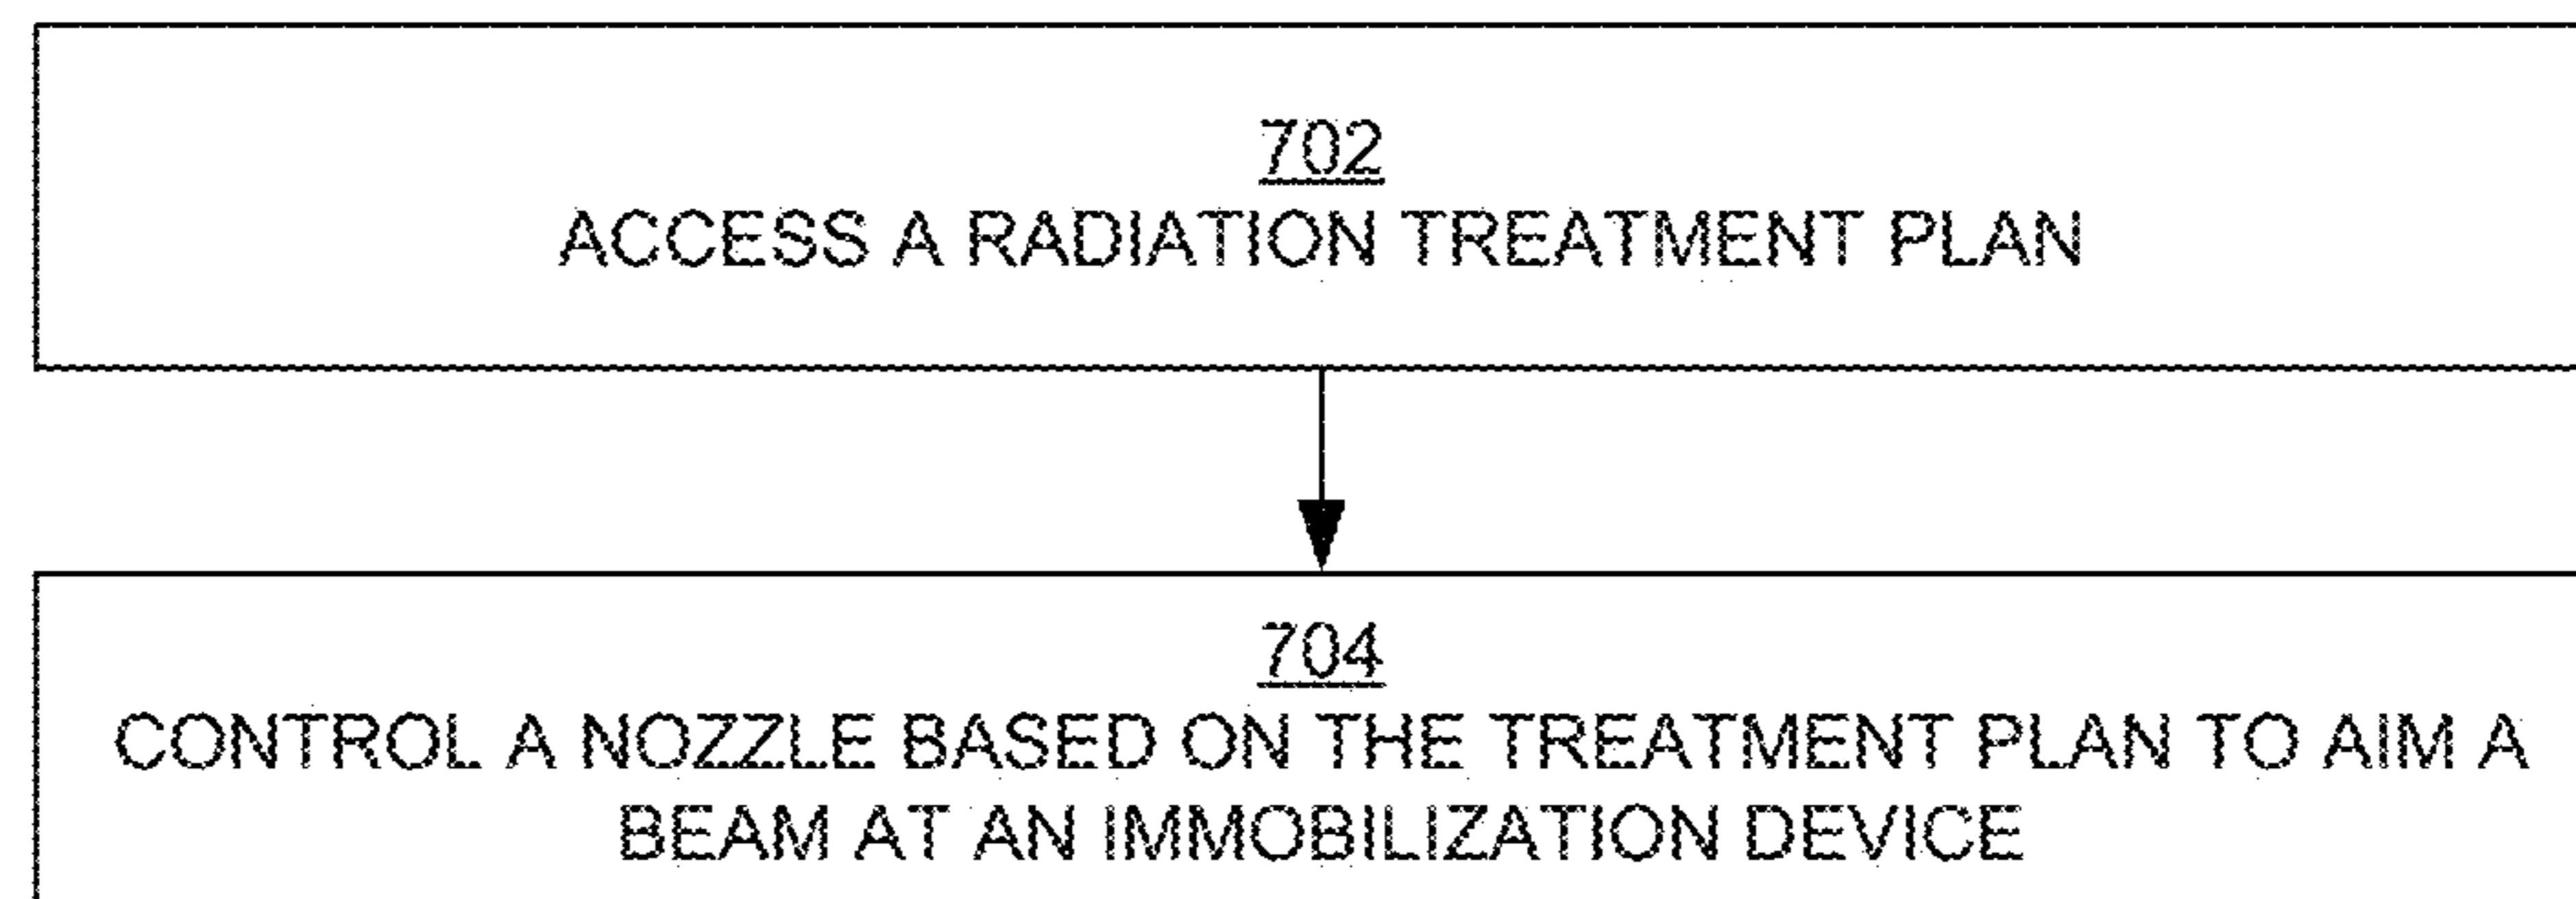 702
ACCESS A RADIATION TREATMENT PLAN
704
CONTROL A NOZZLE BASED ON THE TREATMENT PLAN TO AIM A
BEAM AT AN IMMOBILIZATION DEVICE